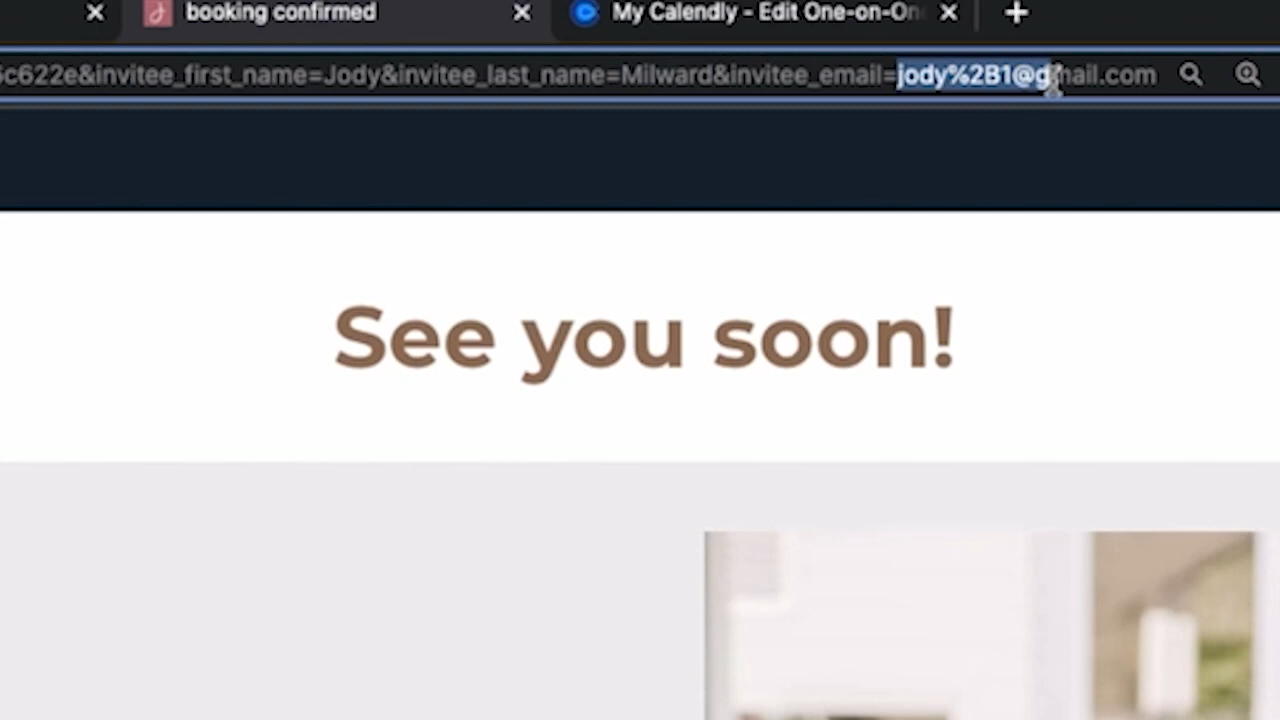 booking confirmed
My Calendly - Edit One-on-On
c622e&invitee_first_name=Jody&invitee_last_name=Milward&invitee_email=jody%2B1@gmail.com
See you soon!